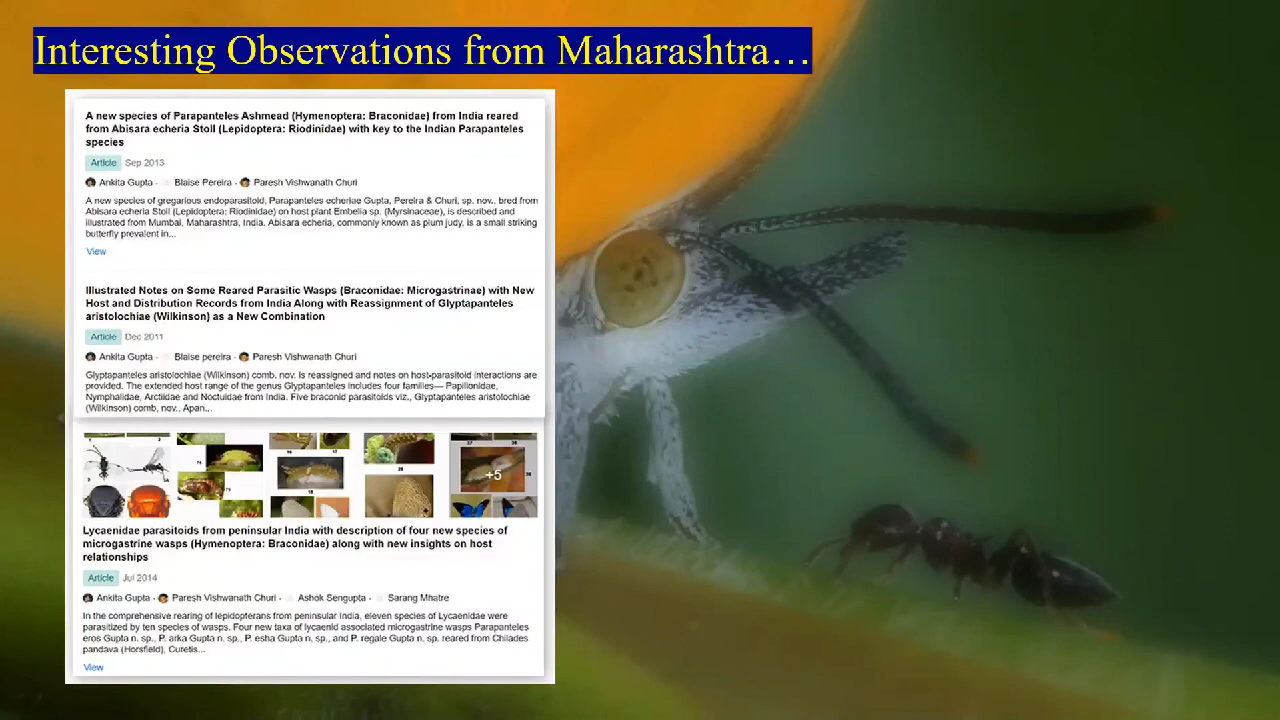 Interesting Observations from Maharashtra…
A new species of Parapanteles Ashmead (Hymenoptera: Braconidae) from India reared
from Abisara echeria Stoll (Lepidoptera: Riodinidae) with key to the Indian Parapanteles
species
Article Sep 2013
Ankita Gupta · Blaise Pereira · Paresh Vishwanath Churi
A new species of gregarious endoparasitoid, Parapanteles echeriae Gupta, Pereira & Churi, sp. nov., bred from
Abisara echeria Stoll (Lepidoptera: Riodinidae) on host plant Embelia sp. (Myrsinaceae), is described and
illustrated from Mumbai, Maharashtra, India. Abisara echeria, commonly known as plum judy, is a small striking
butterfly prevalent in...
View
Illustrated Notes on Some Reared Parasitic Wasps (Braconidae: Microgastrinae) with New
Host and Distribution Records from India Along with Reassignment of Glyptapanteles
aristolochiae (Wilkinson) as a New Combination
Article Dec 2011
Ankita Gupta · Blaise pereira · Paresh Vishwanath Churi
Glyptapanteles aristolochiae (Wilkinson) comb. nov. is reassigned and notes on host-parasitoid interactions are
provided. The extended host range of the genus Glyptapanteles includes four families— Papilionidae,
Nymphalidae, Arctiidae and Noctuidae from India. Five braconid parasitoids viz., Glyptapanteles aristolochiae
(Wilkinson) comb, nov., Apan...
+5
Lycaenidae parasitoids from peninsular India with description of four new species of
microgastrine wasps (Hymenoptera: Braconidae) along with new insights on host
relationships
Article Jul 2014
Ankita Gupta · Paresh Vishwanath Churi · Ashok Sengupta · Sarang Mhatre
In the comprehensive rearing of lepidopterans from peninsular India, eleven species of Lycaenidae were
parasitized by ten species of wasps. Four new taxa of lycaenid associated microgastrine wasps Parapanteles
eros Gupta n. sp., P. arka Gupta n. sp., P. esha Gupta n. sp., and P. regale Gupta n. sp. reared from Chilades
pandava (Horsfield), Curetis...
View